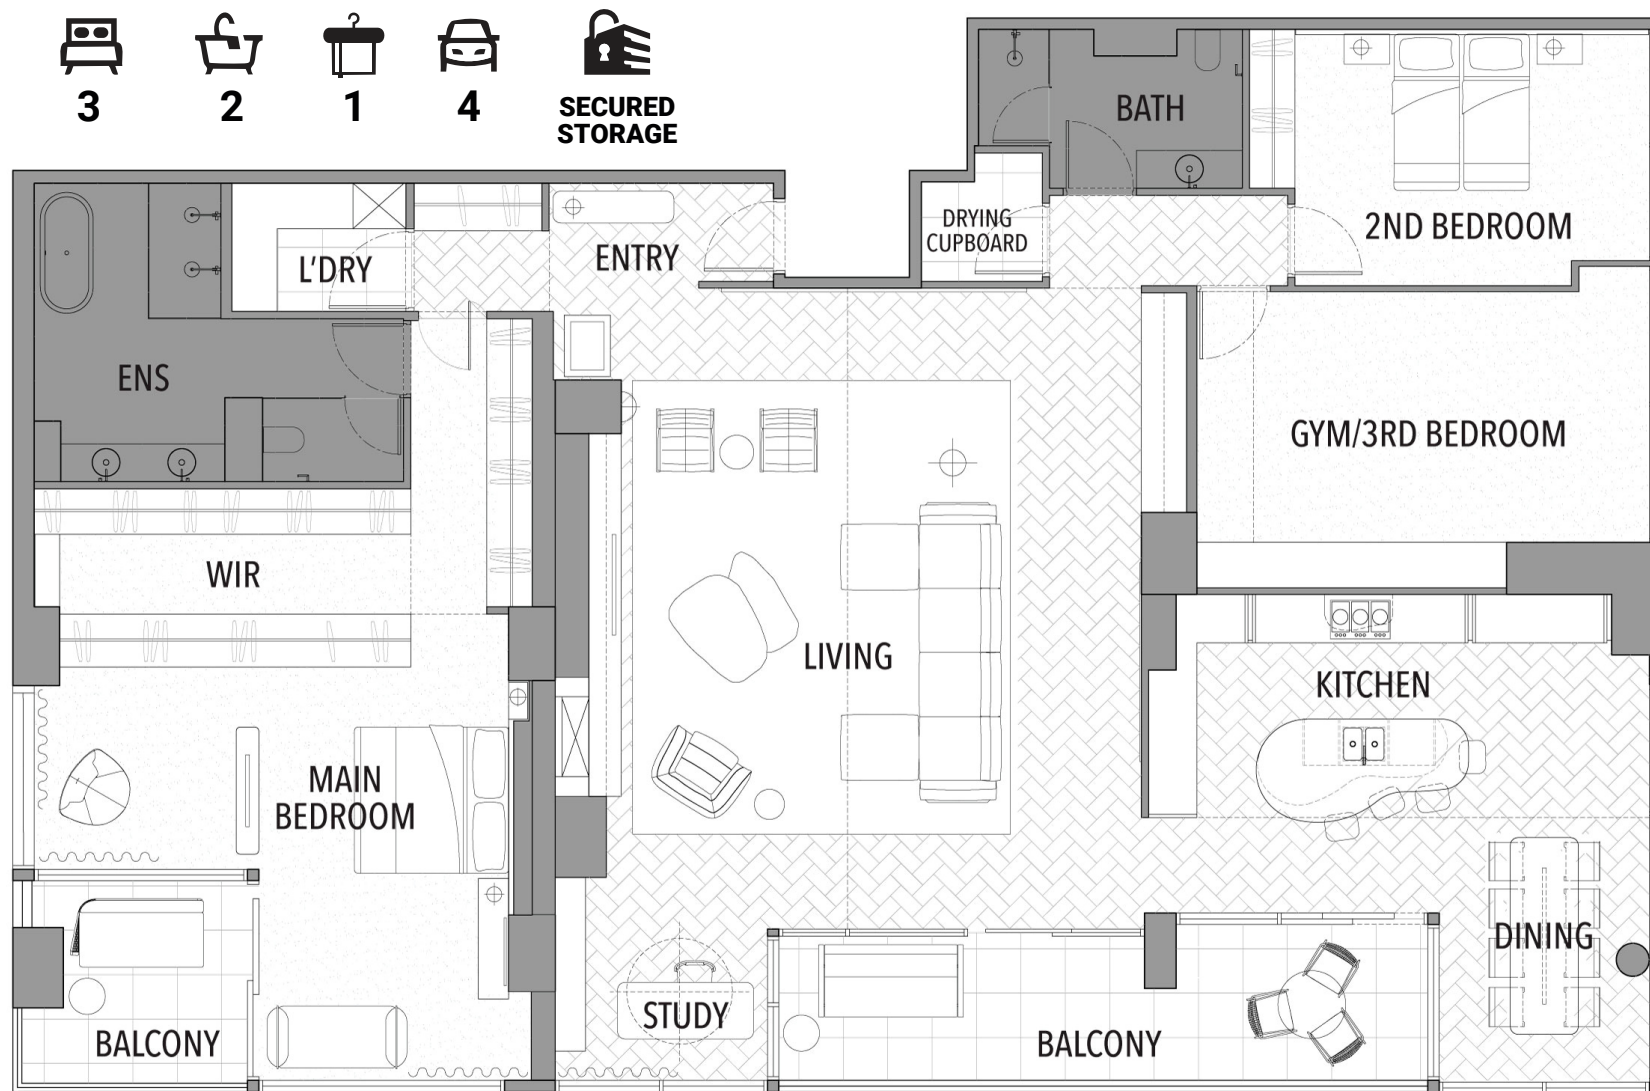 3
2
1
4
SECURED
STORAGE
BATH
DRYING
CUPBOARD
2ND BEDROOM
L'DRY
ENTRY
ENS
GYM/3RD BEDROOM
WIR
LIVING
KITCHEN
MAIN
BEDROOM
DINING
STUDY
BALCONY
BALCONY